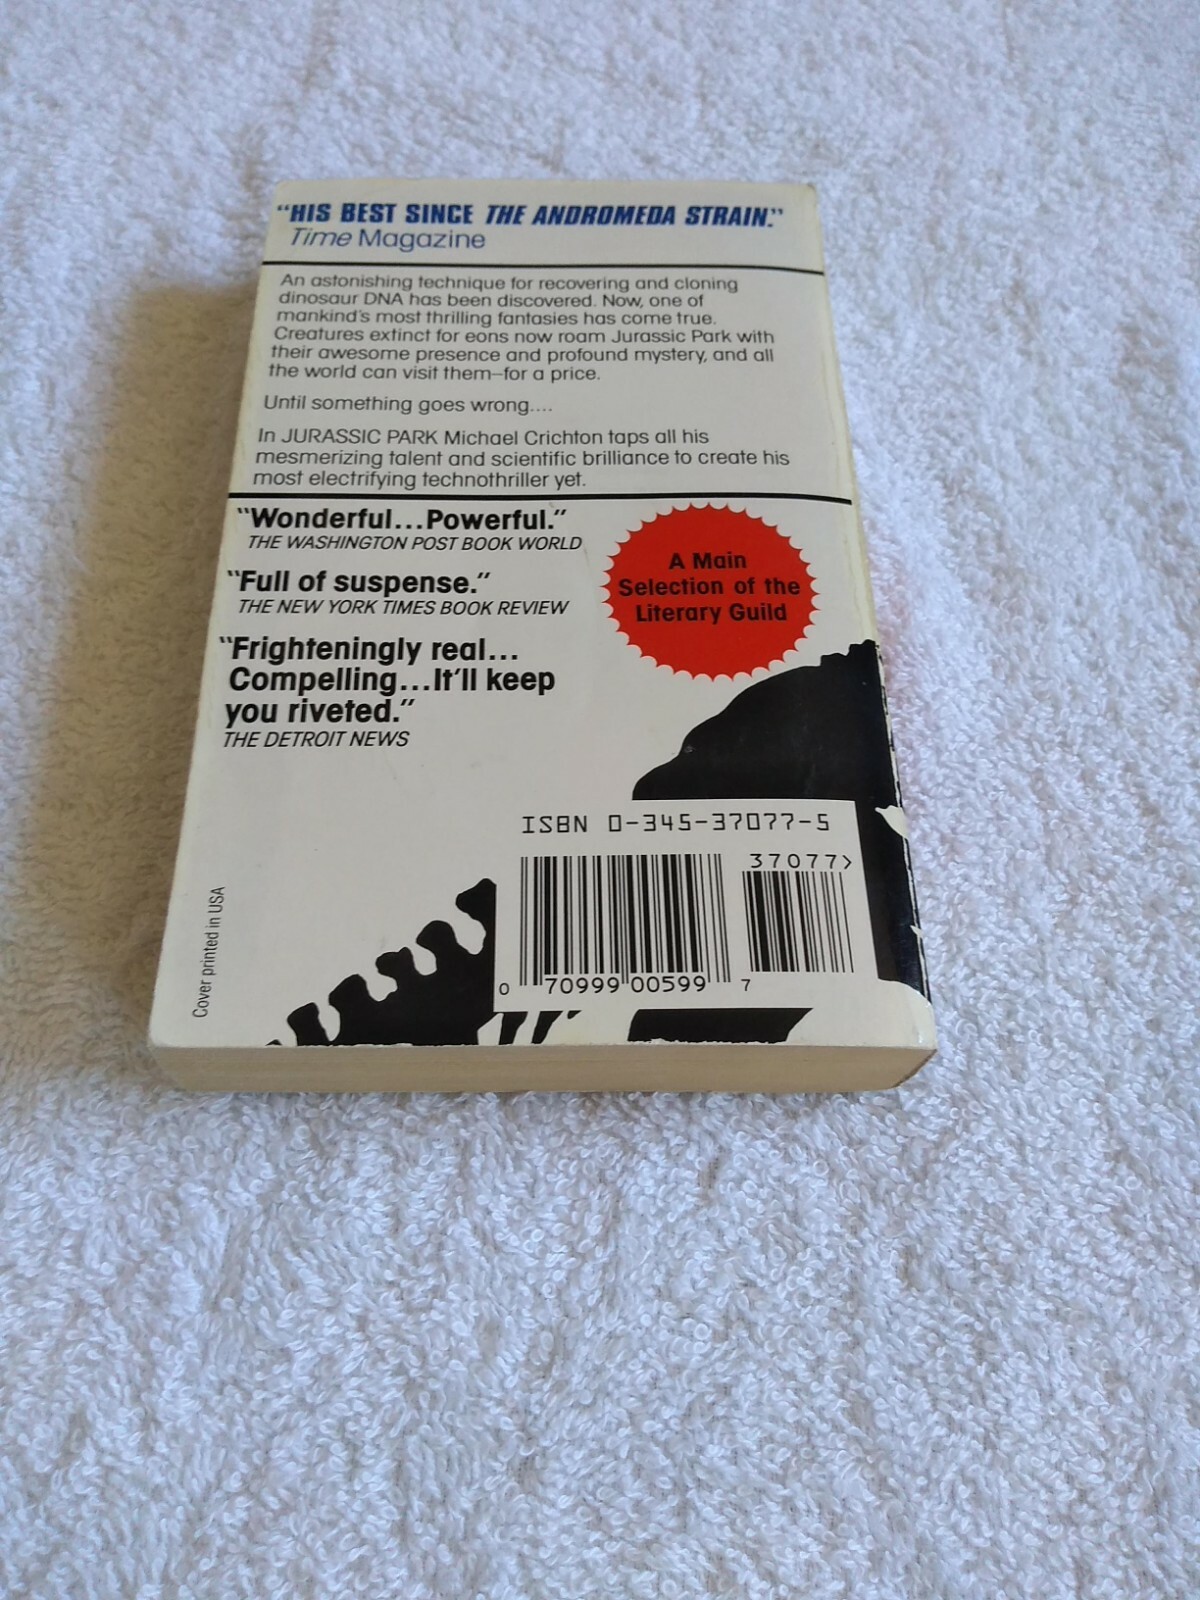 "HIS BEST SINCE THE ANDROMEDA STRAIN."
Time Magazine
An astonishing technique for recovering and cloning
dinosaur DNA has been discovered. Now, one of
mankind's most thrilling fantasies has come true.
Creatures extinct for eons now roam Jurassic Park with
their awesome presence and profound mystery, and all
the world can visit them—for a price.
Until something goes wrong....
In JURASSIC PARK Michael Crichton taps all his
mesmerizing talent and scientific brilliance to create his
most electrifying technothriller yet.
"Wonderful...Powerful."
THE WASHINGTON POST BOOK WORLD
"Full of suspense."
THE NEW YORK TIMES BOOK REVIEW
"Frighteningly real...
Compelling...It'll keep
you riveted."
THE DETROIT NEWS
A Main
Selection of the
Literary Guild
ISBN 0-345-37077-5
37077>
0 70999 00599 7
Cover printed in USA